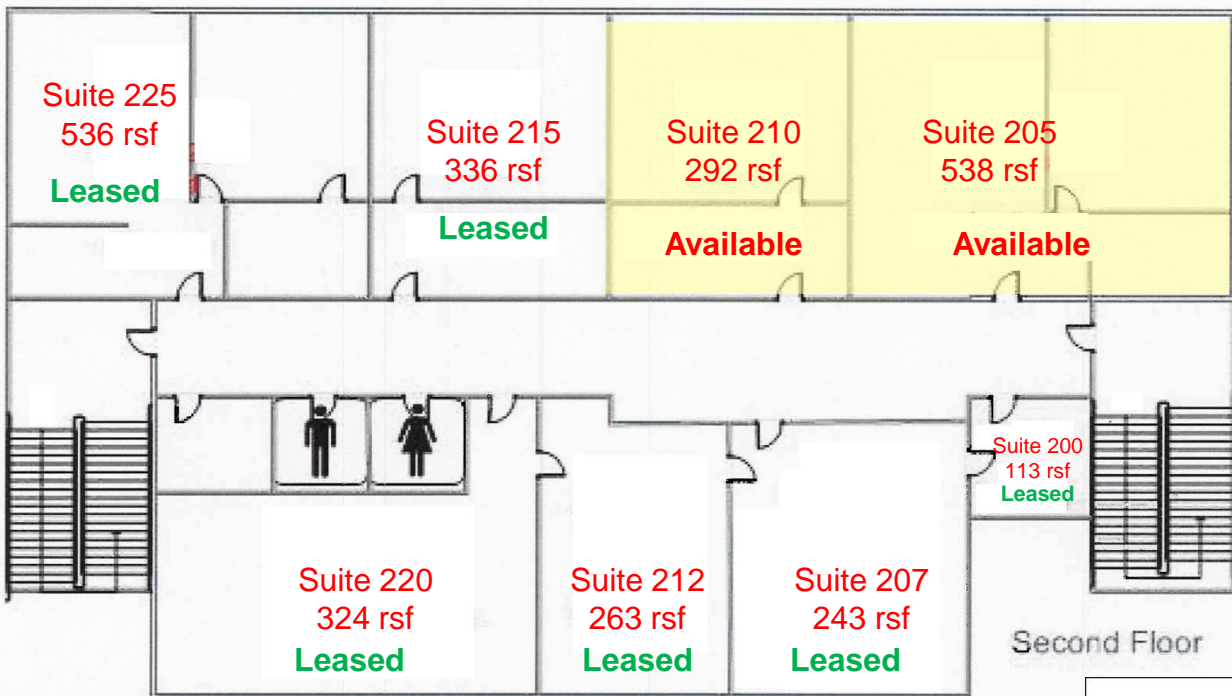 Suite 225
536 rsf
Leased
Suite 215
336 rsf
Leased
Suite 210
292 rsf
Available
Suite 205
538 rsf
Available
Suite 200
113 rsf
Leased
Suite 220
324 rsf
Leased
Suite 212
263 rsf
Leased
Suite 207
243 rsf
Leased
Second Floor